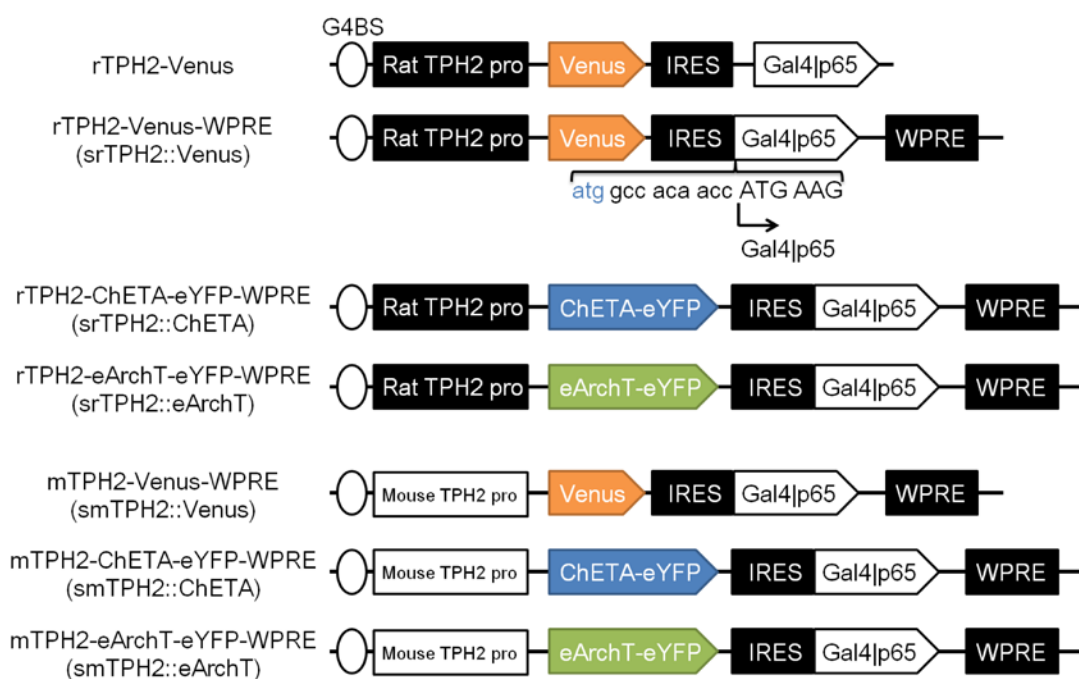 G4BS
rTPH2-Venus
Rat TPH2 pro
Venus
IRES
Gal4|p65
rTPH2-Venus-WPRE
(srTPH2::Venus)
Rat TPH2 pro
Venus
IRES
Gal4|p65
WPRE
atg gcc aca acc ATG AAG
Gal4|p65
rTPH2-ChETA-eYFP-WPRE
(srTPH2::ChETA)
Rat TPH2 pro
ChETA-eYFP
IRES
Gal4|p65
WPRE
rTPH2-eArchT-eYFP-WPRE
(srTPH2::eArchT)
Rat TPH2 pro
eArchT-eYFP
IRES
Gal4|p65
WPRE
mTPH2-Venus-WPRE
(smTPH2::Venus)
Mouse TPH2 pro
Venus
IRES
Gal4|p65
WPRE
mTPH2-ChETA-eYFP-WPRE
(smTPH2::ChETA)
Mouse TPH2 pro
ChETA-eYFP
IRES
Gal4|p65
WPRE
mTPH2-eArchT-eYFP-WPRE
(smTPH2::eArchT)
Mouse TPH2 pro
eArchT-eYFP
IRES
Gal4|p65
WPRE